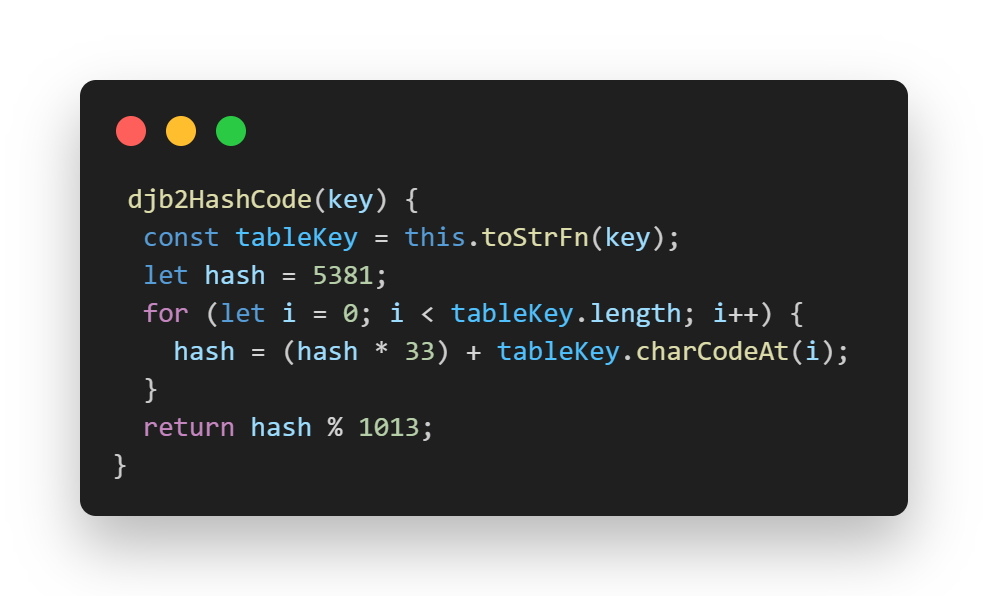 djb2HashCode(key) {
const tableKey = this.toStrFn(key);
let hash = 5381;
for (let i = 0; i < tableKey.length; i++) {
hash = (hash * 33) + tableKey.charCodeAt(i);
}
return hash % 1013;
}